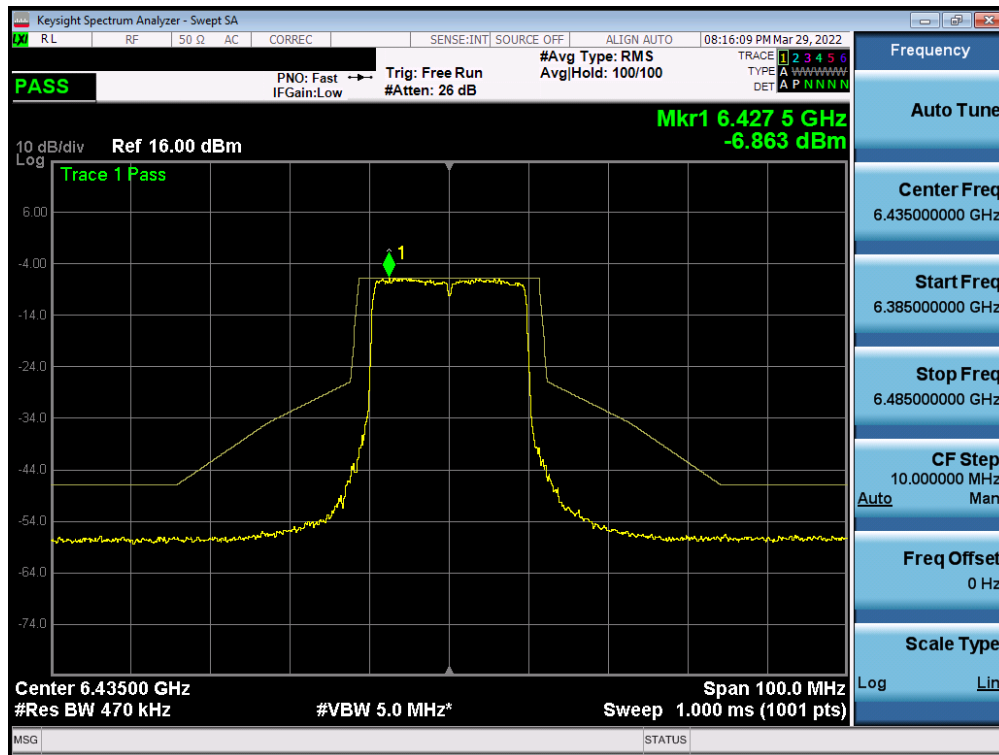 Keysight Spectrum Analyzer - Swept SA
LXI RL RF 50 Ω AC CORREC SENSE:INT SOURCE OFF ALIGN AUTO 08:16:09 PM Mar 29, 2022
PASS
PNO: Fast
IFGain:Low
Trig: Free Run
#Atten: 26 dB
#Avg Type: RMS
Avg|Hold: 100/100
TRACE 1 2 3 4 5 6
TYPE A WWWWW
DET A P N N N N
Mkr1 6.427 5 GHz
-6.863 dBm
10 dB/div
Log
Ref 16.00 dBm
Trace 1 Pass
1
6.00
-4.00
-14.0
-24.0
-34.0
-44.0
-54.0
-64.0
-74.0
Center 6.43500 GHz
Span 100.0 MHz
#Res BW 470 kHz
#VBW 5.0 MHz*
Sweep 1.000 ms (1001 pts)
MSG
STATUS
Frequency
Auto Tune
Center Freq
6.435000000 GHz
Start Freq
6.385000000 GHz
Stop Freq
6.485000000 GHz
CF Step
10.000000 MHz
Auto Man
Freq Offset
0 Hz
Scale Type
Log Lin